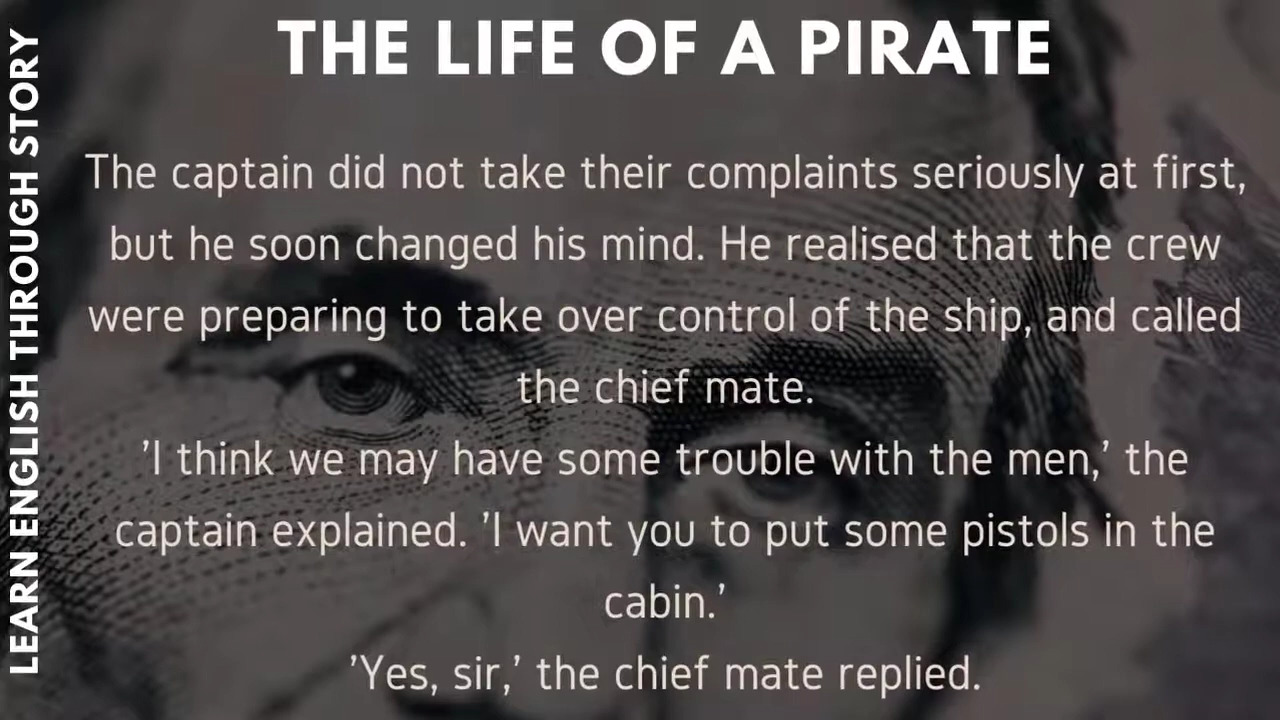 THE LIFE OF A PIRATE
LEARN ENGLISH THROUGH STORY
The captain did not take their complaints seriously at first,
but he soon changed his mind. He realised that the crew
were preparing to take over control of the ship, and called
the chief mate.
’I think we may have some trouble with the men,’ the
captain explained. ’I want you to put some pistols in the
cabin.’
’Yes, sir,’ the chief mate replied.